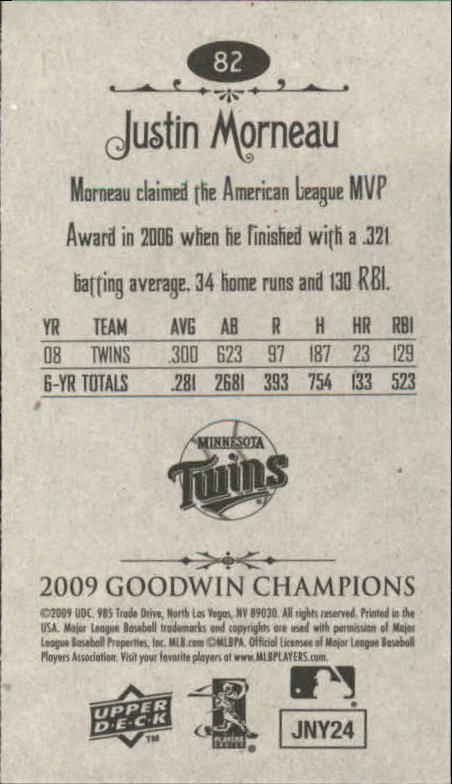 82
Justin Morneau
Morneau claimed the American League MVP
Award in 2006 when he finished with a .321
batting average. 34 home runs and 130 RBI.
YR TEAM AVG AB R H HR RBI
08 TWINS .300 623 97 187 23 129
6-YR TOTALS .281 2681 393 754 133 523
MINNESOTA
Twins
2009 GOODWIN CHAMPIONS
©2009 UDC. 985 Trade Drive, North Las Vegas, NV 89030. All rights reserved. Printed in the
USA. Major League Baseball trademarks and copyrights are used with permission of Major
League Baseball Properties, Inc. MLB.com ©MLBPA. Official Licensee of Major League Baseball
Players Association. Visit your favorite players at www.MLBPLAYERS.com.
UPPER
D·E·C·K
TM
PLAYERS
CHOICE
JNY24